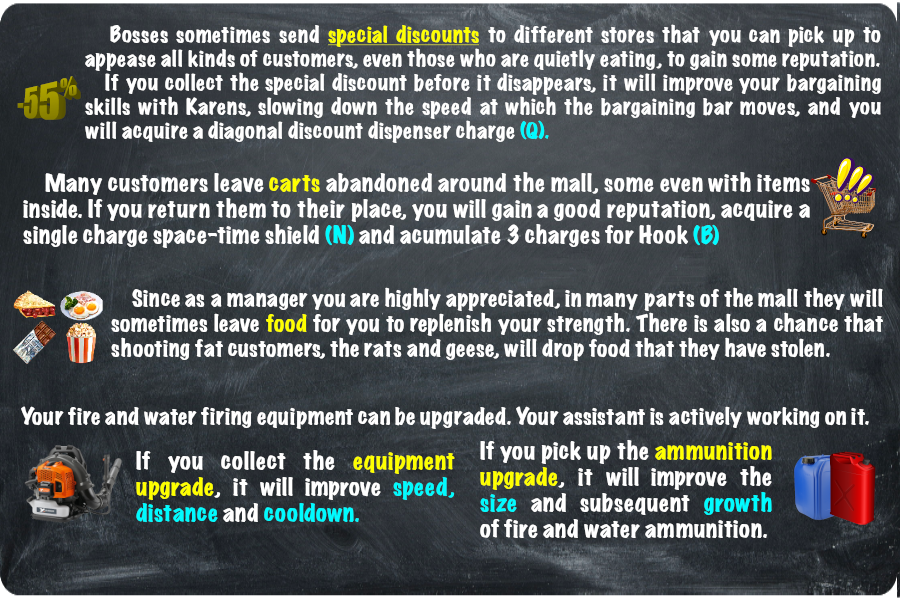 Bosses sometimes send special discounts to different stores that you can pick up to
appease all kinds of customers, even those who are quietly eating, to gain some reputation.
If you collect the special discount before it disappears, it will improve your bargaining
skills with Karens, slowing down the speed at which the bargaining bar moves, and you
will acquire a diagonal discount dispenser charge (Q).
-55%
Many customers leave carts abandoned around the mall, some even with items
inside. If you return them to their place, you will gain a good reputation, acquire a
single charge space-time shield (N) and acumulate 3 charges for Hook (B)
!!!
Since as a manager you are highly appreciated, in many parts of the mall they will
sometimes leave food for you to replenish your strength. There is also a chance that
shooting fat customers, the rats and geese, will drop food that they have stolen.
Your fire and water firing equipment can be upgraded. Your assistant is actively working on it.
If you collect the equipment
upgrade, it will improve speed,
distance and cooldown.
If you pick up the ammunition
upgrade, it will improve the
size and subsequent growth
of fire and water ammunition.